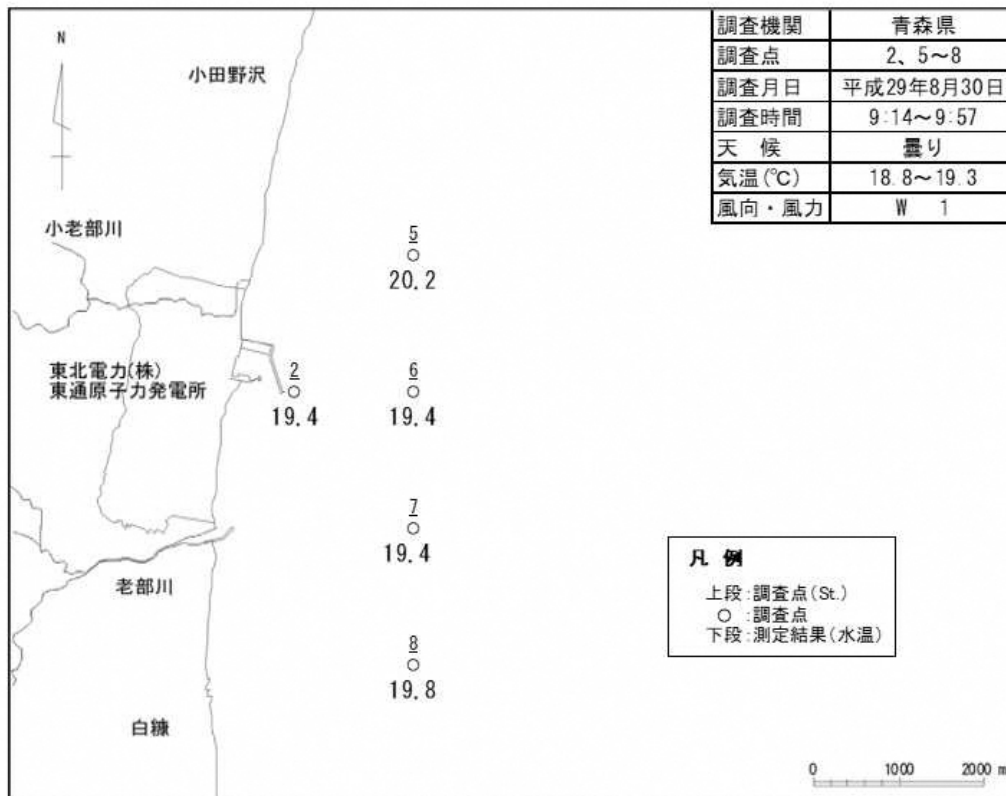 調査機関 青森県
調査点 2、5～8
調査月日 平成29年8月30日
調査時間 9:14～9:57
天　候 曇り
気温(℃) 18.8～19.3
風向・風力 W　1
N
小田野沢
小老部川
5
20.2
東北電力(株)
東通原子力発電所
2
19.4
6
19.4
7
19.4
老部川
8
19.8
白糠
凡　例
上段:調査点(St.)
○ :調査点
下段:測定結果(水温)
0 1000 2000 m